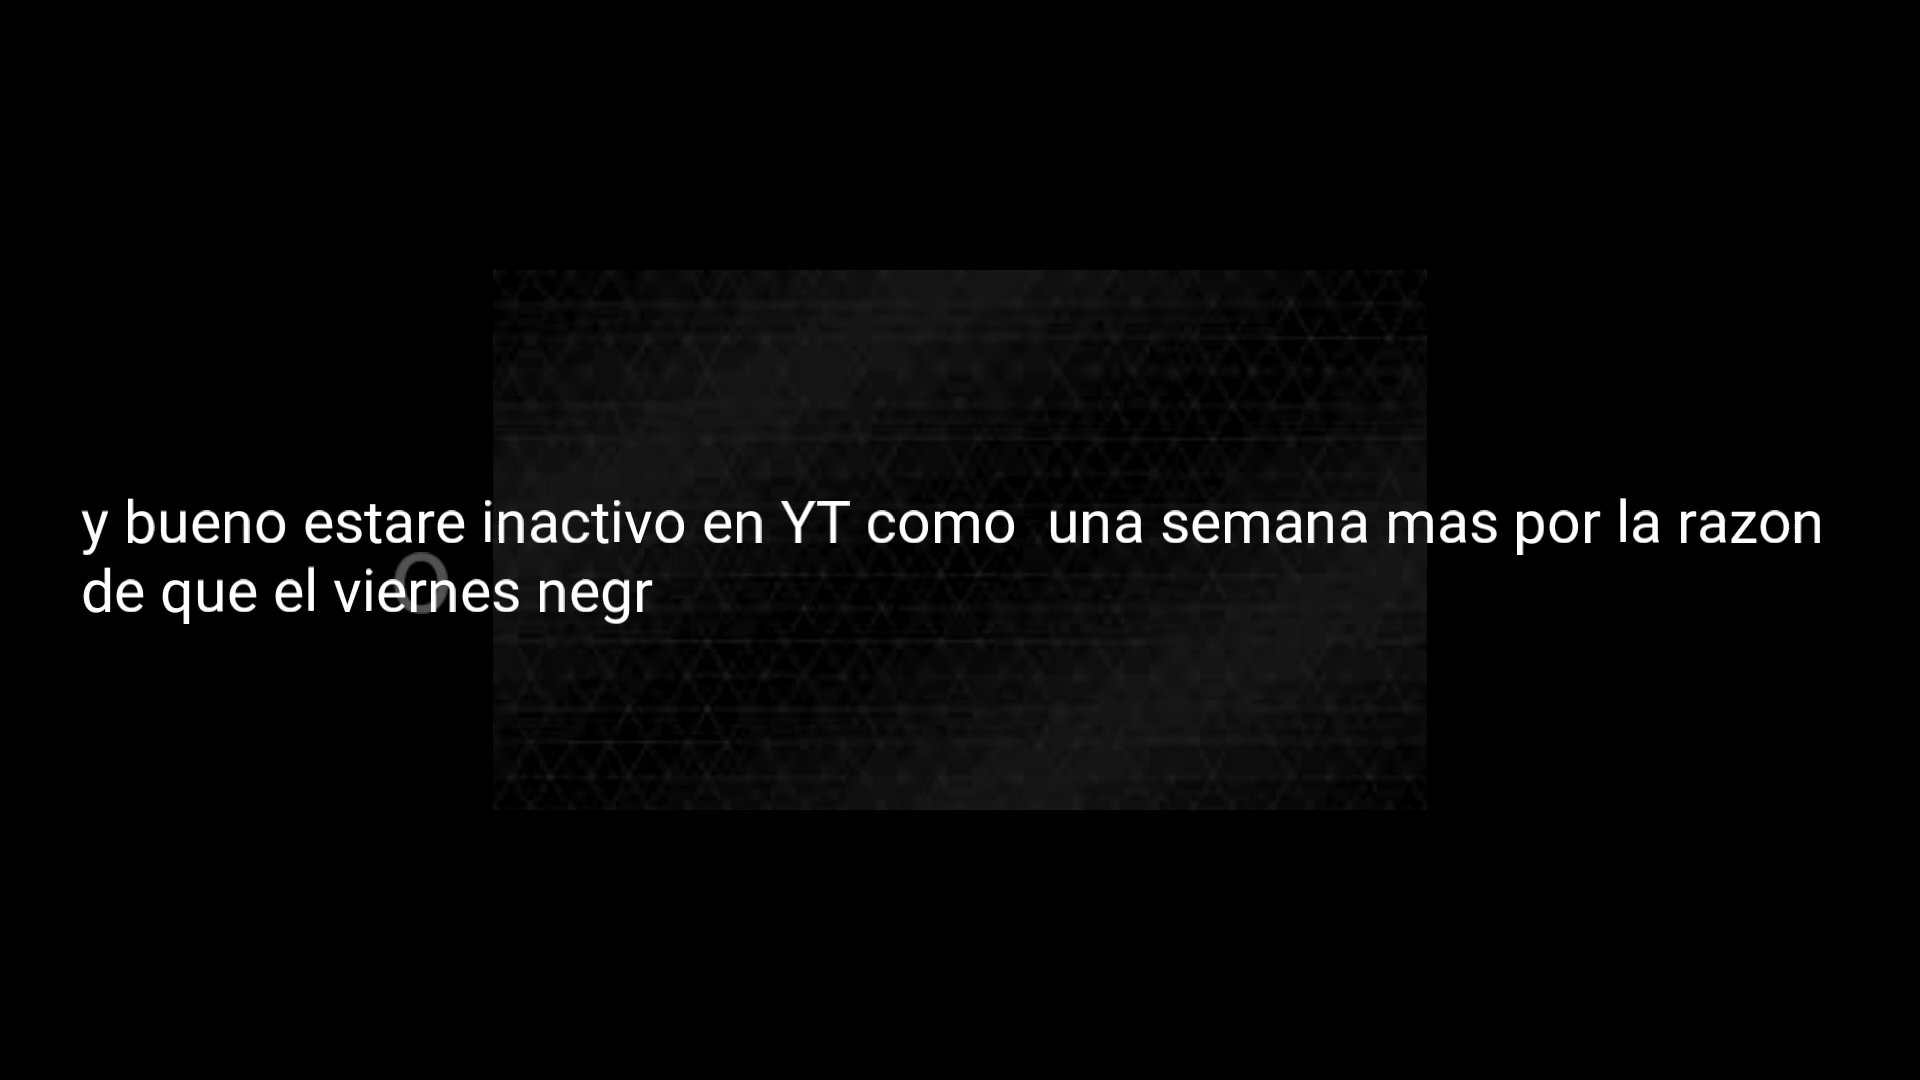 y bueno estare inactivo en YT como  una semana mas por la razon
de que el viernes negr